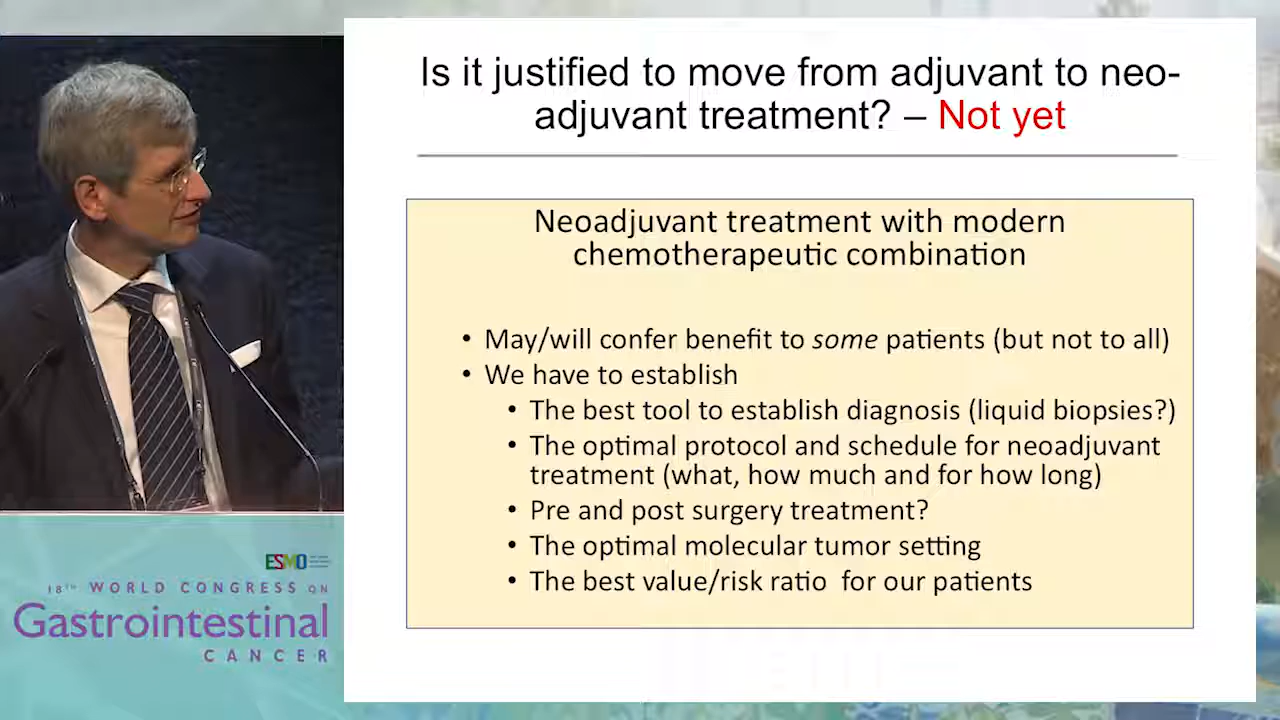 Is it justified to move from adjuvant to neo-
adjuvant treatment? – Not yet
Neoadjuvant treatment with modern
chemotherapeutic combination
• May/will confer benefit to some patients (but not to all)
• We have to establish
• The best tool to establish diagnosis (liquid biopsies?)
• The optimal protocol and schedule for neoadjuvant
treatment (what, how much and for how long)
• Pre and post surgery treatment?
• The optimal molecular tumor setting
• The best value/risk ratio for our patients
ESMO
18TH WORLD CONGRESS ON
Gastrointestinal
CANCER